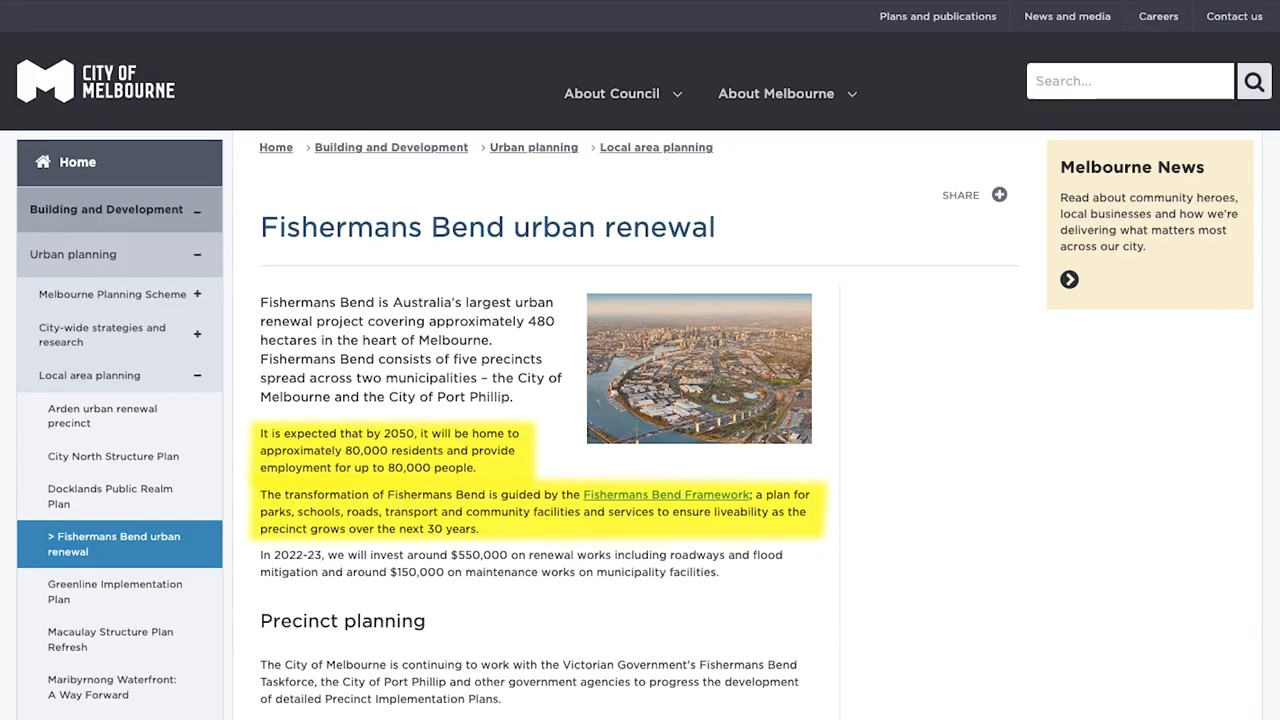 Plans and publications
News and media
Careers
Contact us
CITY OF
MELBOURNE
About Council
About Melbourne
Search...
Home
Building and Development
Urban planning
Melbourne Planning Scheme
City-wide strategies and
research
Local area planning
Arden urban renewal
precinct
City North Structure Plan
Docklands Public Realm
Plan
> Fishermans Bend urban
renewal
Greenline Implementation
Plan
Macaulay Structure Plan
Refresh
Maribyrnong Waterfront:
A Way Forward
Home > Building and Development > Urban planning > Local area planning
SHARE
Fishermans Bend urban renewal
Fishermans Bend is Australia's largest urban
renewal project covering approximately 480
hectares in the heart of Melbourne.
Fishermans Bend consists of five precincts
spread across two municipalities – the City of
Melbourne and the City of Port Phillip.
It is expected that by 2050, it will be home to
approximately 80,000 residents and provide
employment for up to 80,000 people.
The transformation of Fishermans Bend is guided by the Fishermans Bend Framework; a plan for
parks, schools, roads, transport and community facilities and services to ensure liveability as the
precinct grows over the next 30 years.
In 2022-23, we will invest around $550,000 on renewal works including roadways and flood
mitigation and around $150,000 on maintenance works on municipality facilities.
Precinct planning
The City of Melbourne is continuing to work with the Victorian Government's Fishermans Bend
Taskforce, the City of Port Phillip and other government agencies to progress the development
of detailed Precinct Implementation Plans.
Melbourne News
Read about community heroes,
local businesses and how we're
delivering what matters most
across our city.